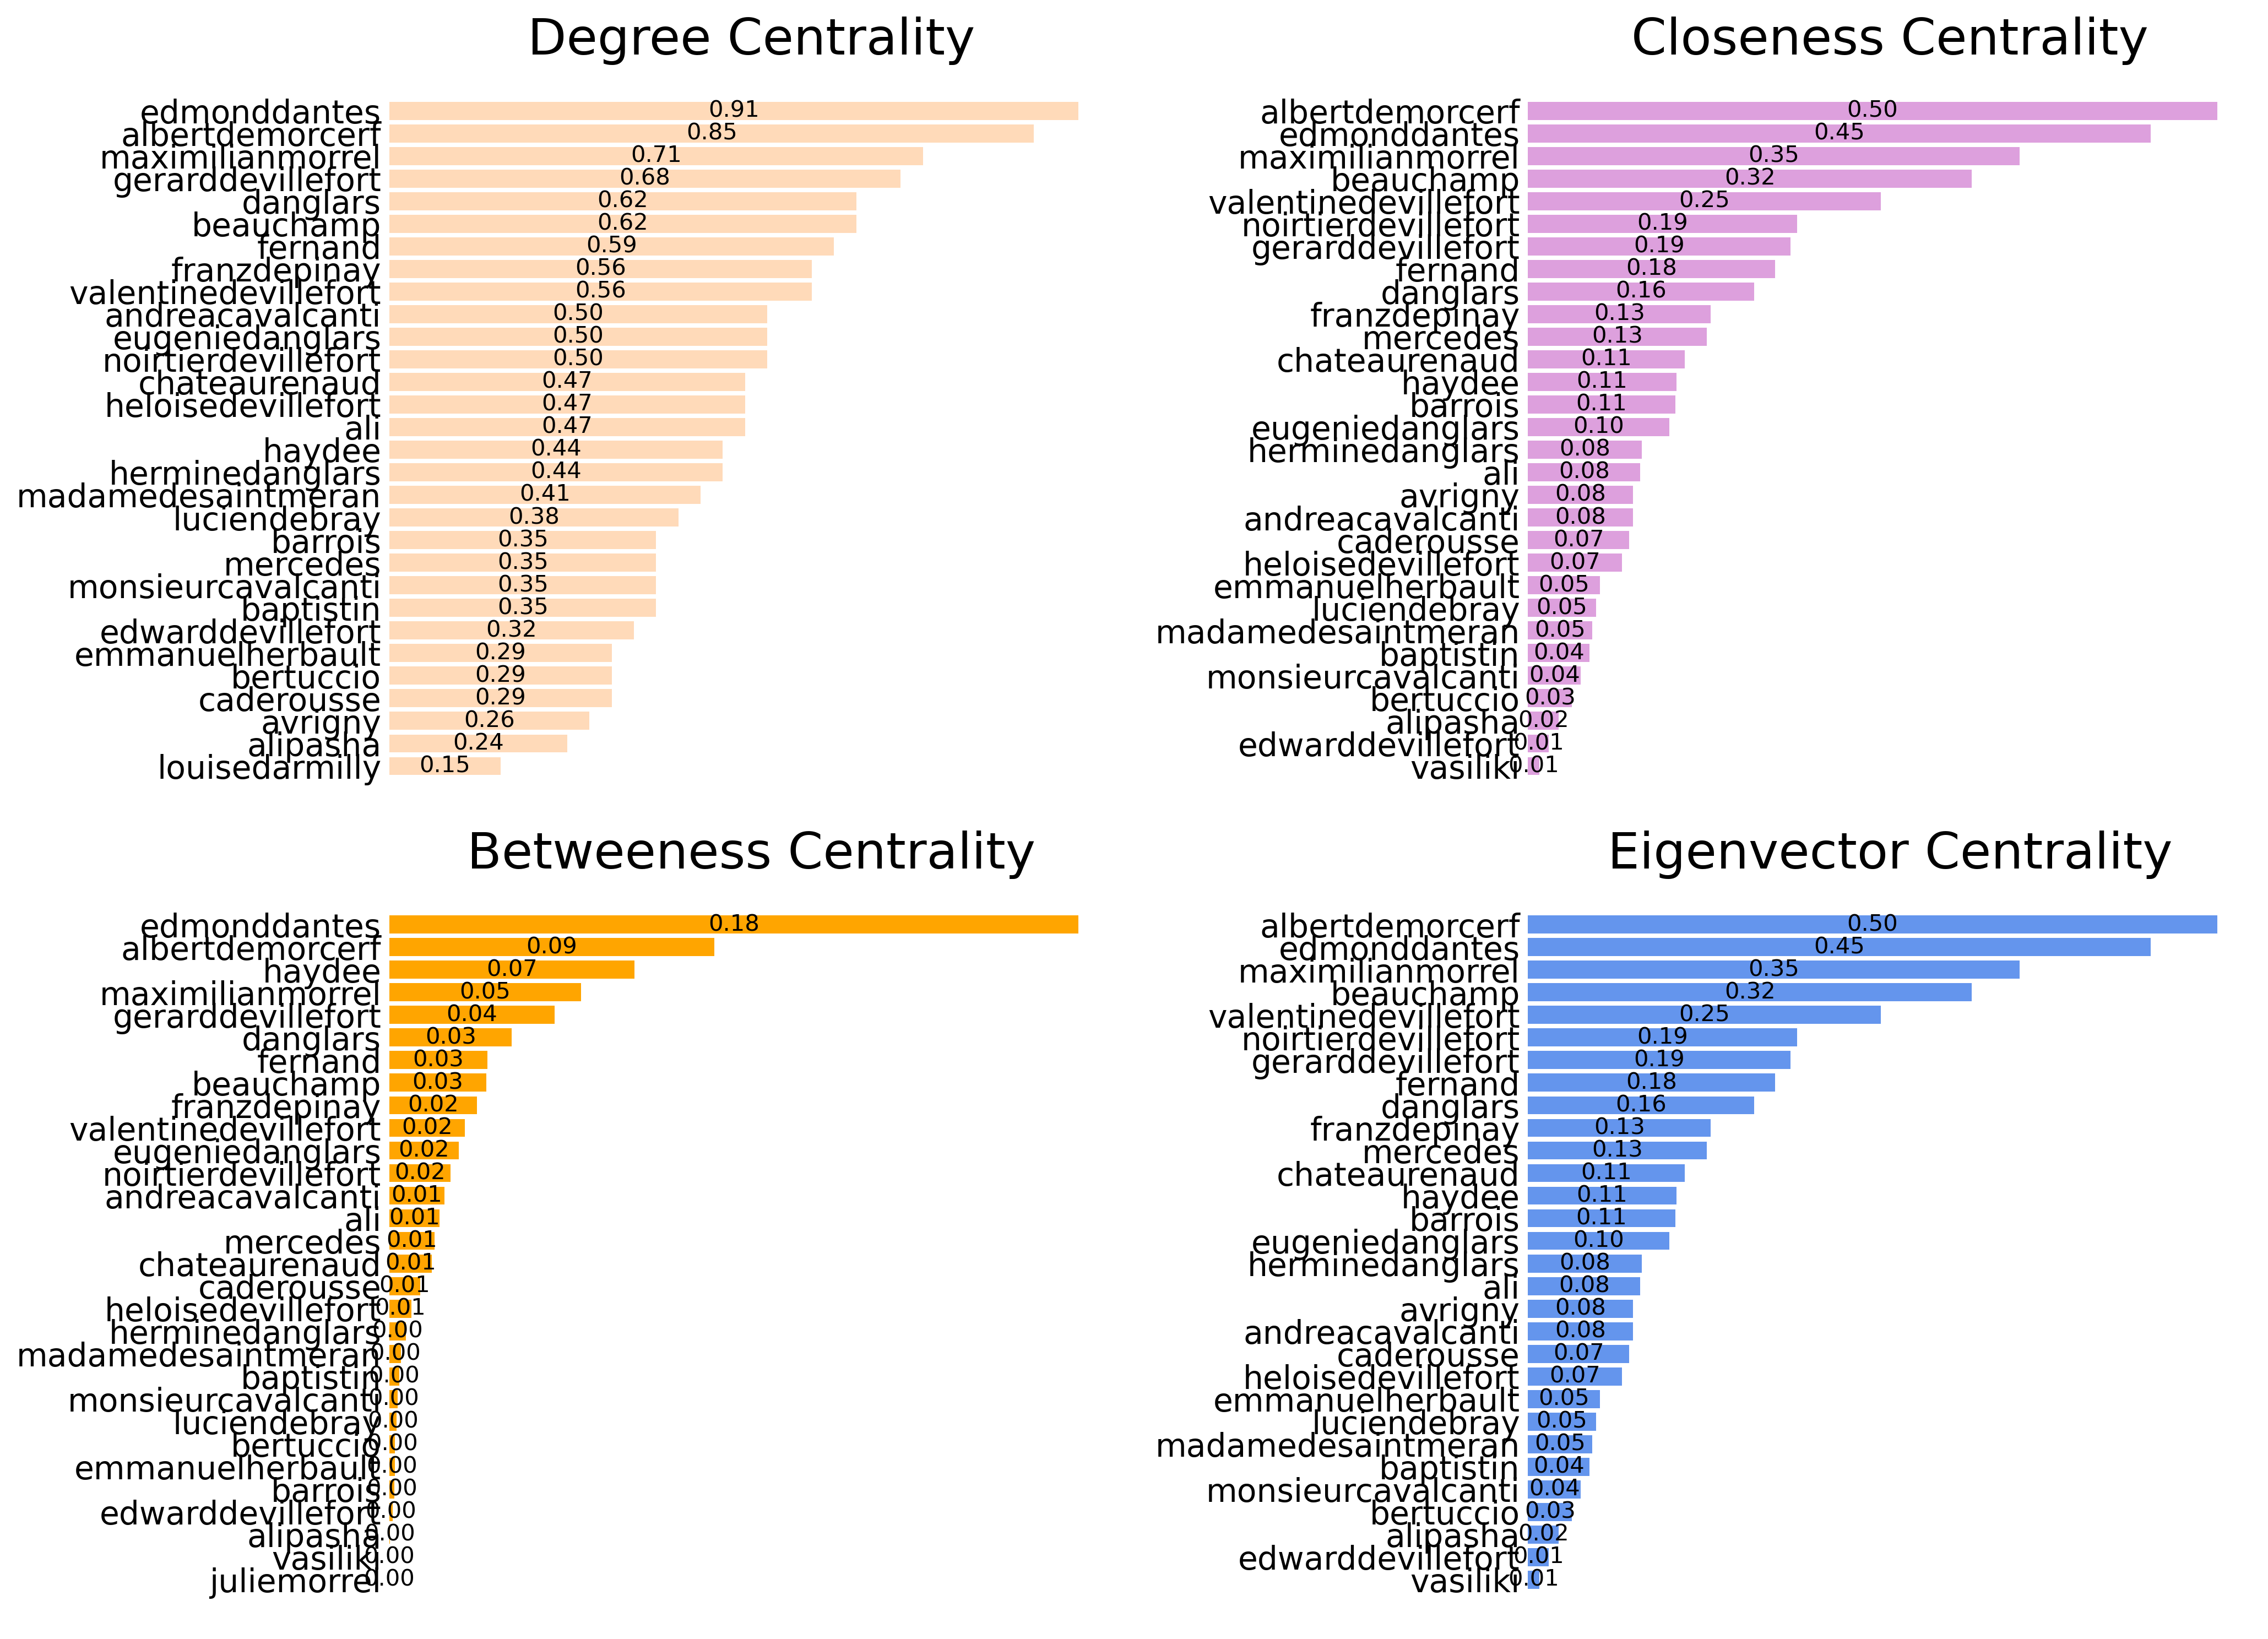 Degree Centrality
edmonddantes 0.91
albertdemorcerf 0.85
maximilianmorrel 0.71
gerarddevillefort 0.68
danglars 0.62
beauchamp 0.62
fernand 0.59
franzdepinay 0.56
valentinedevillefort 0.56
andreacavalcanti 0.50
eugeniedanglars 0.50
noirtierdevillefort 0.50
chateaurenaud 0.47
heloisedevillefort 0.47
ali 0.47
haydee 0.44
herminedanglars 0.44
madamedesaintmeran 0.41
luciendebray 0.38
barrois 0.35
mercedes 0.35
monsieurcavalcanti 0.35
baptistin 0.35
edwarddevillefort 0.32
emmanuelherbault 0.29
bertuccio 0.29
caderousse 0.29
avrigny 0.26
alipasha 0.24
louisedarmilly 0.15
Closeness Centrality
albertdemorcerf 0.50
edmonddantes 0.45
maximilianmorrel 0.35
beauchamp 0.32
valentinedevillefort 0.25
noirtierdevillefort 0.19
gerarddevillefort 0.19
fernand 0.18
danglars 0.16
franzdepinay 0.13
mercedes 0.13
chateaurenaud 0.11
haydee 0.11
barrois 0.11
eugeniedanglars 0.10
herminedanglars 0.08
ali 0.08
avrigny 0.08
andreacavalcanti 0.08
caderousse 0.07
heloisedevillefort 0.07
emmanuelherbault 0.05
luciendebray 0.05
madamedesaintmeran 0.05
baptistin 0.04
monsieurcavalcanti 0.04
bertuccio 0.03
alipasha 0.02
edwarddevillefort 0.01
vasiliki 0.01
Betweeness Centrality
edmonddantes 0.18
albertdemorcerf 0.09
haydee 0.07
maximilianmorrel 0.05
gerarddevillefort 0.04
danglars 0.03
fernand 0.03
beauchamp 0.03
franzdepinay 0.02
valentinedevillefort 0.02
eugeniedanglars 0.02
noirtierdevillefort 0.02
andreacavalcanti 0.01
ali 0.01
mercedes 0.01
chateaurenaud 0.01
caderousse 0.01
heloisedevillefort 0.01
herminedanglars 0.00
madamedesaintmeran 0.00
baptistin 0.00
monsieurcavalcanti 0.00
luciendebray 0.00
bertuccio 0.00
emmanuelherbault 0.00
barrois 0.00
edwarddevillefort 0.00
alipasha 0.00
vasiliki 0.00
juliemorrel 0.00
Eigenvector Centrality
albertdemorcerf 0.50
edmonddantes 0.45
maximilianmorrel 0.35
beauchamp 0.32
valentinedevillefort 0.25
noirtierdevillefort 0.19
gerarddevillefort 0.19
fernand 0.18
danglars 0.16
franzdepinay 0.13
mercedes 0.13
chateaurenaud 0.11
haydee 0.11
barrois 0.11
eugeniedanglars 0.10
herminedanglars 0.08
ali 0.08
avrigny 0.08
andreacavalcanti 0.08
caderousse 0.07
heloisedevillefort 0.07
emmanuelherbault 0.05
luciendebray 0.05
madamedesaintmeran 0.05
baptistin 0.04
monsieurcavalcanti 0.04
bertuccio 0.03
alipasha 0.02
edwarddevillefort 0.01
vasiliki 0.01